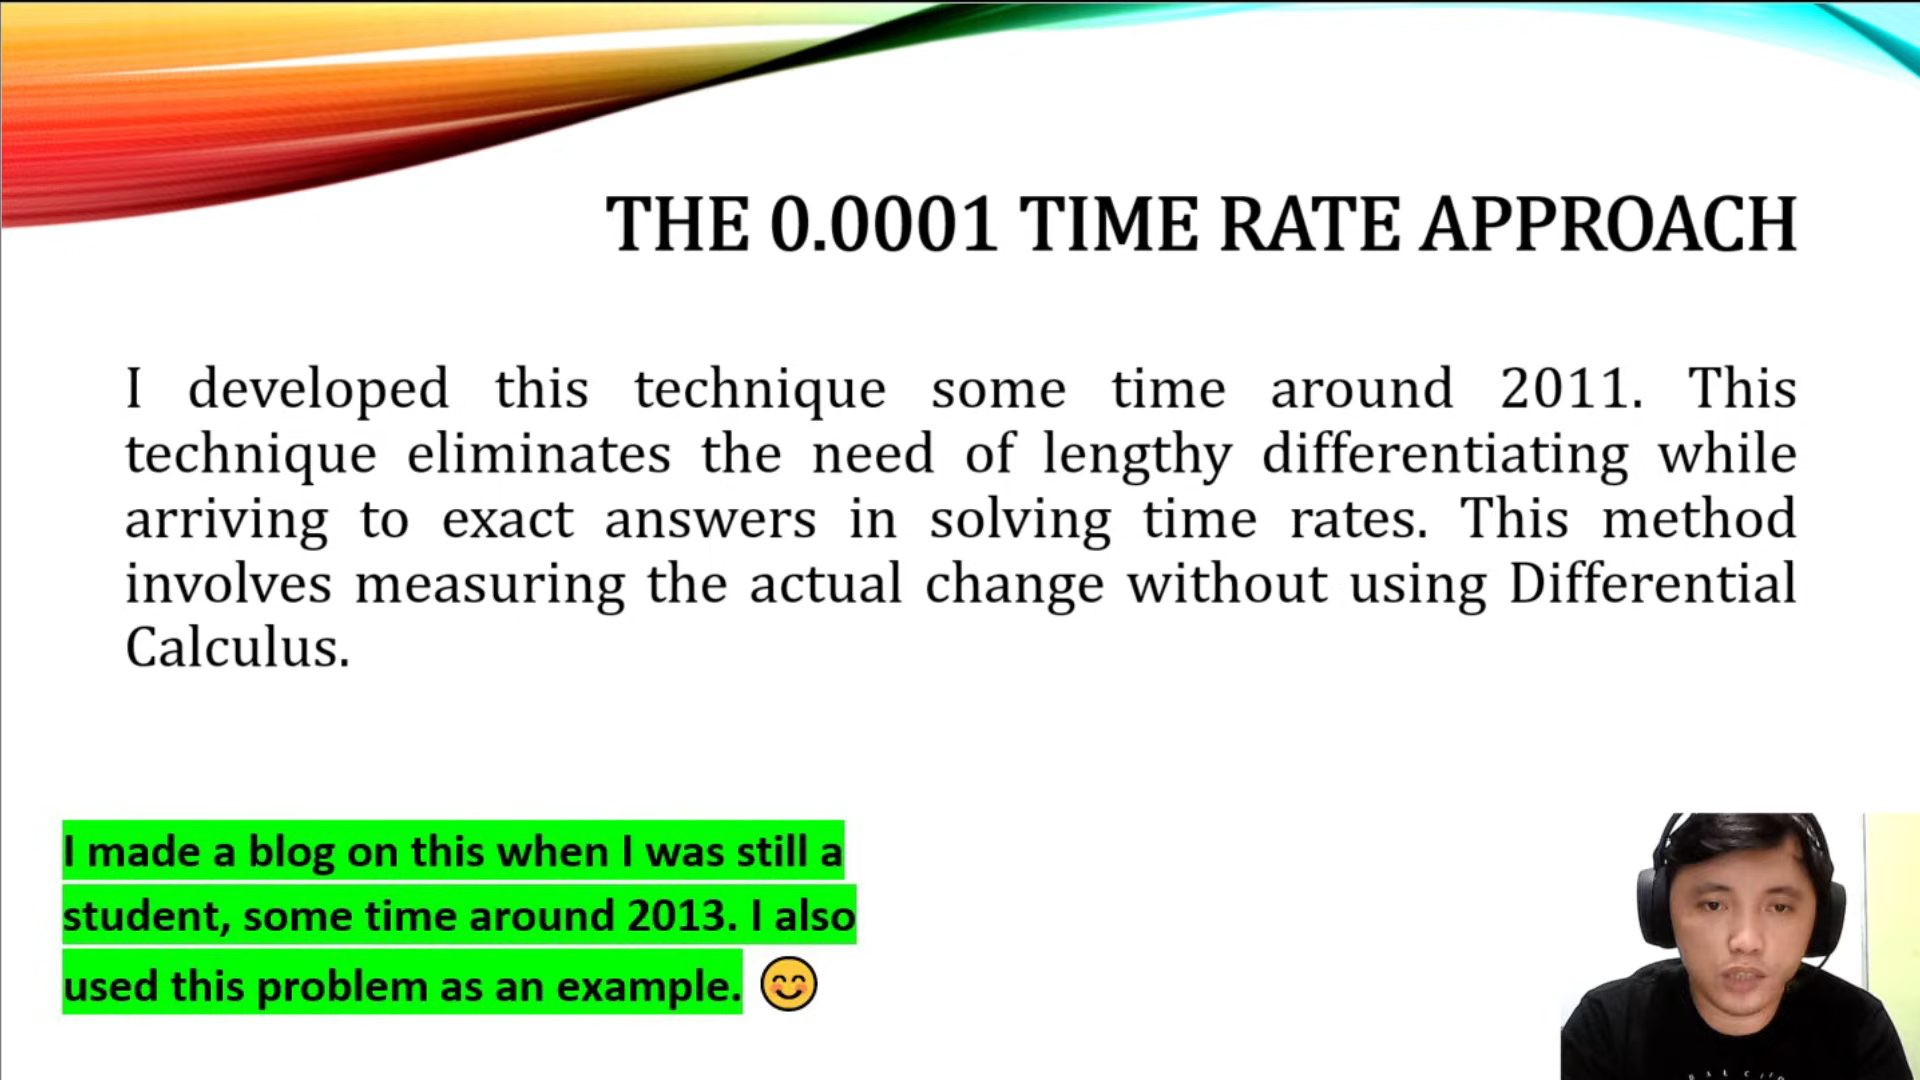 THE 0.0001 TIME RATE APPROACH
I developed this technique some time around 2011. This
technique eliminates the need of lengthy differentiating while
arriving to exact answers in solving time rates. This method
involves measuring the actual change without using Differential
Calculus.
I made a blog on this when I was still a
student, some time around 2013. I also
used this problem as an example. 😊